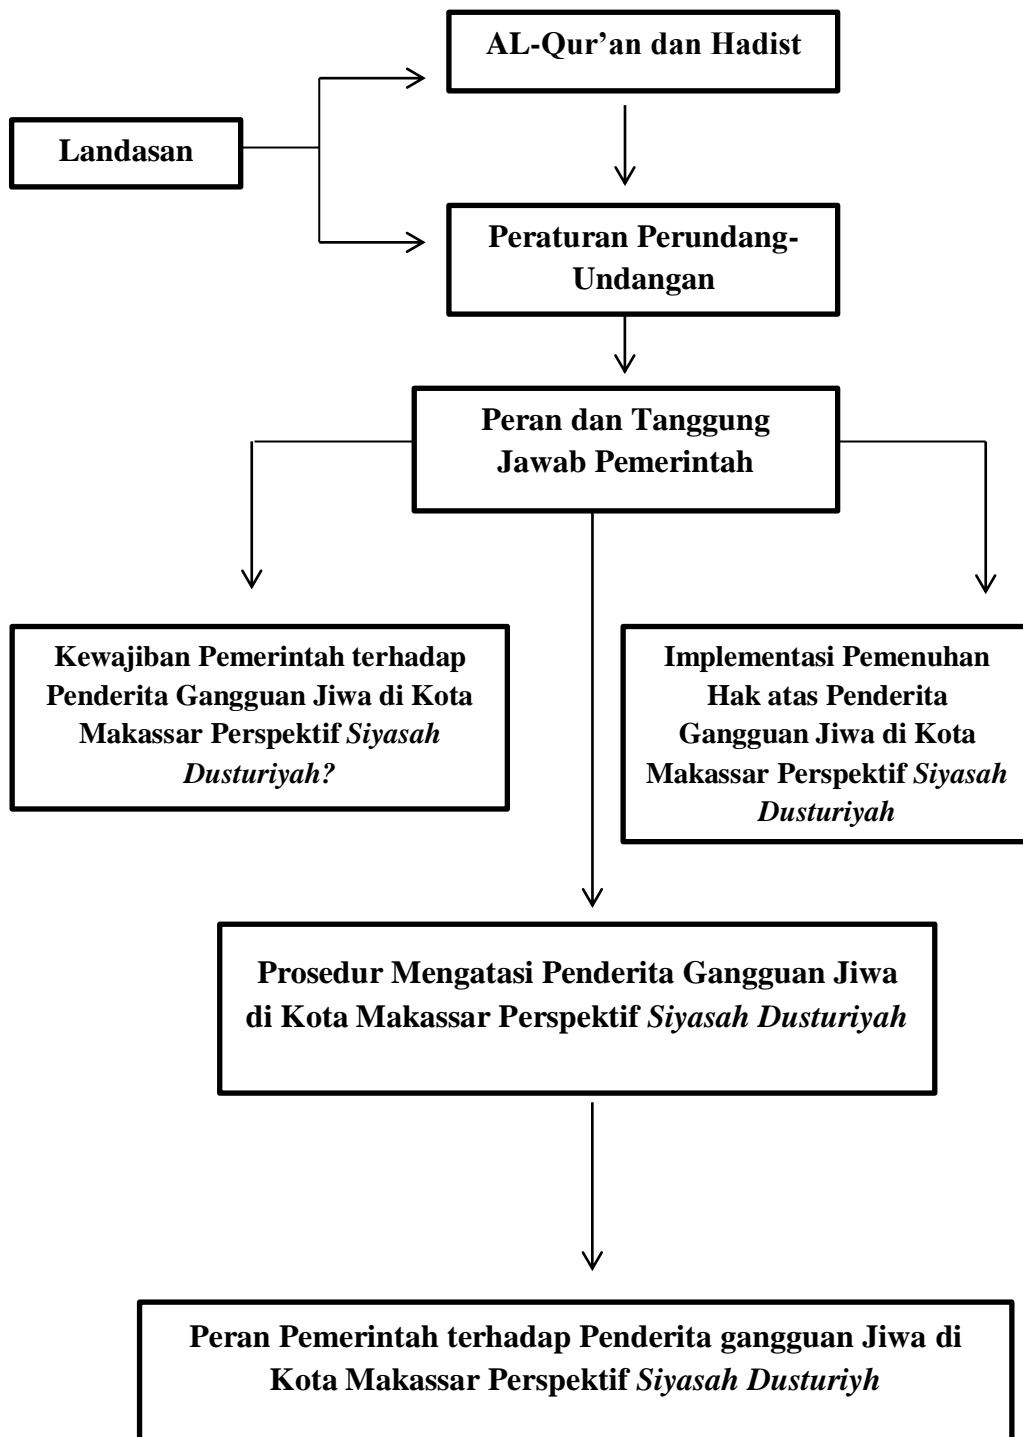 AL-Qur’an dan Hadist
Landasan
Peraturan Perundang-
Undangan
Peran dan Tanggung
Jawab Pemerintah
Kewajiban Pemerintah terhadap
Penderita Gangguan Jiwa di Kota
Makassar Perspektif Siyasah
Dusturiyah?
Implementasi Pemenuhan
Hak atas Penderita
Gangguan Jiwa di Kota
Makassar Perspektif Siyasah
Dusturiyah
Prosedur Mengatasi Penderita Gangguan Jiwa
di Kota Makassar Perspektif Siyasah Dusturiyah
Peran Pemerintah terhadap Penderita gangguan Jiwa di
Kota Makassar Perspektif Siyasah Dusturiyh